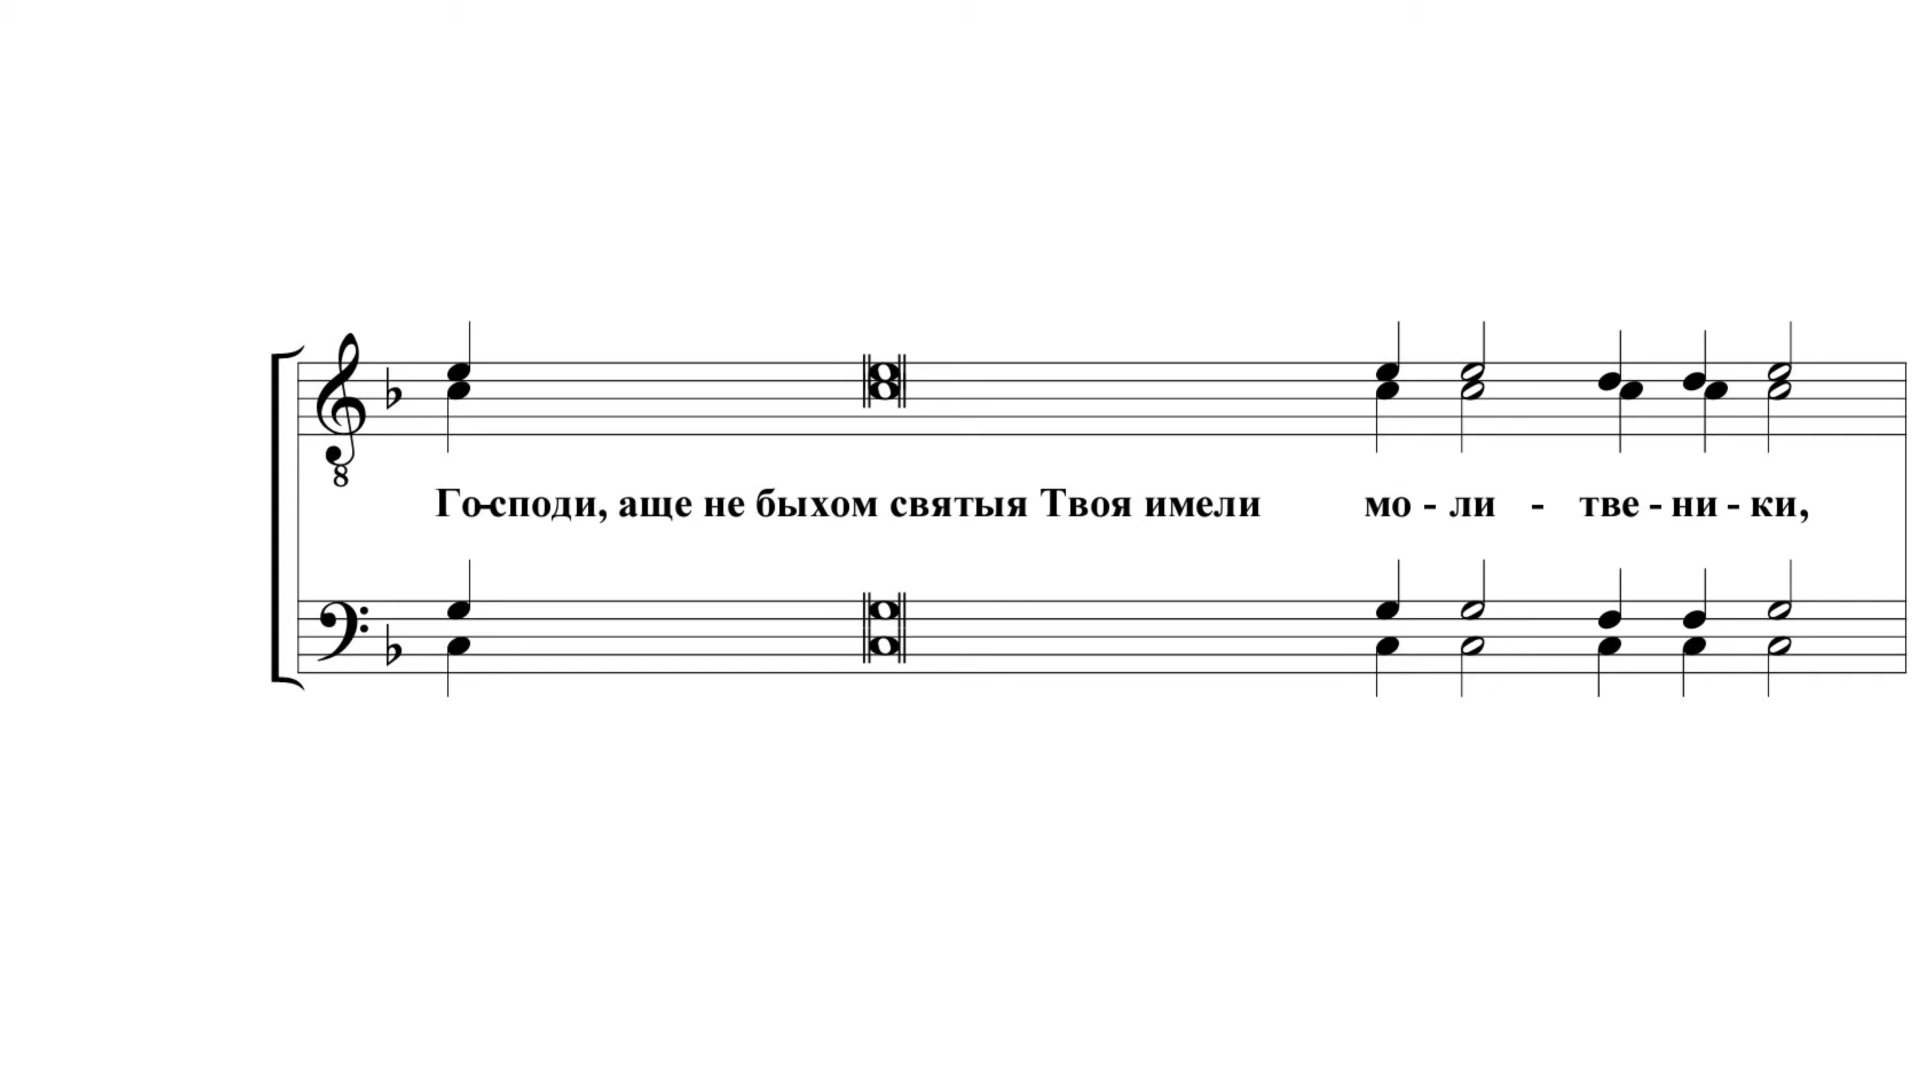 Го-споди, аще не быхом святыя Твоя имели мо - ли - тве - ни - ки,